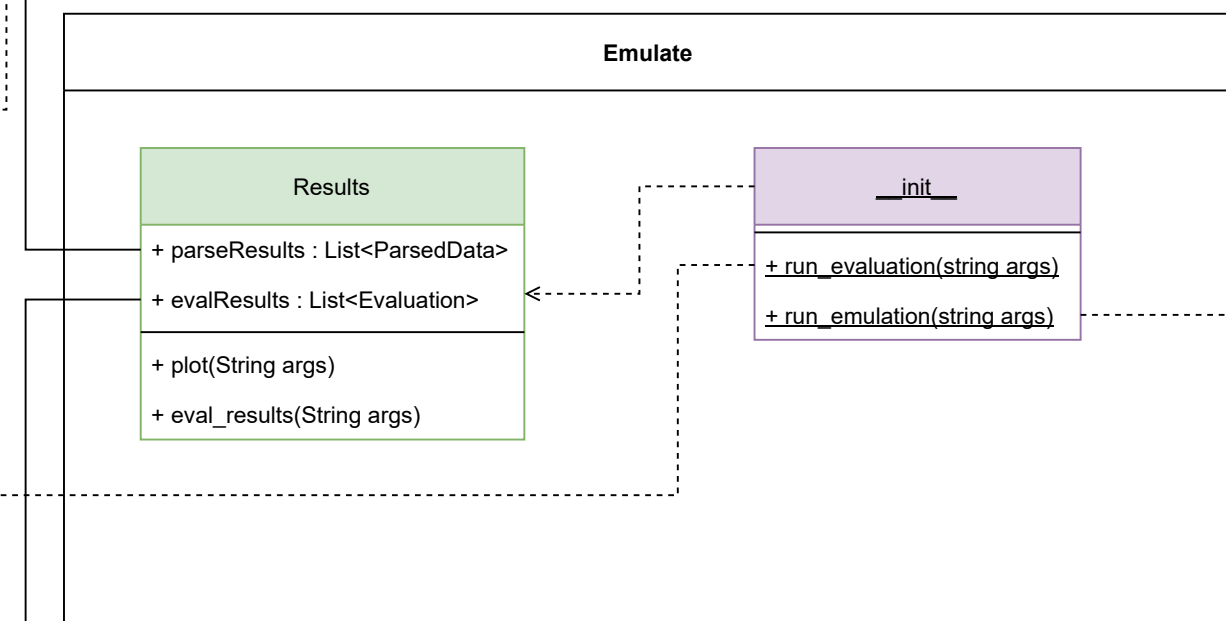 Emulate
Results
+ parseResults : List<ParsedData>
+ evalResults : List<Evaluation>
+ plot(String args)
+ eval_results(String args)
__init__
+ run_evaluation(string args)
+ run_emulation(string args)